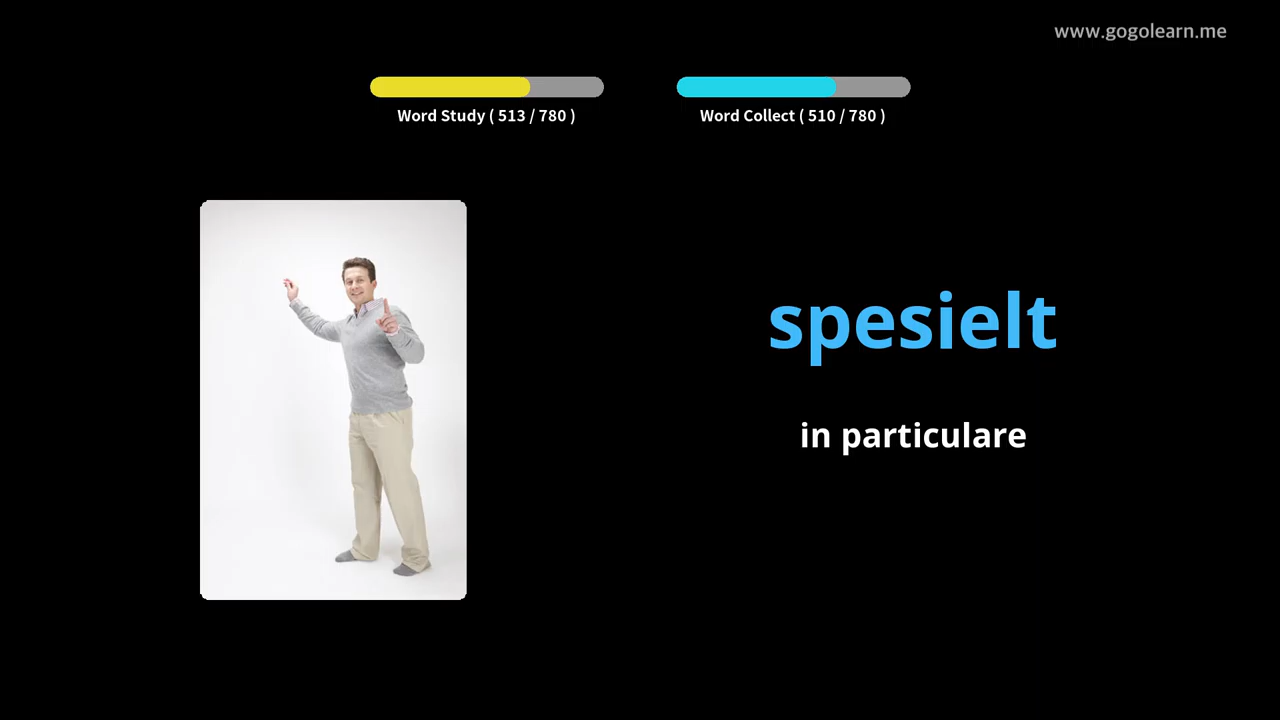 www.gogolearn.me
Word Study ( 513 / 780 )
Word Collect ( 510 / 780 )
spesielt
in particulare